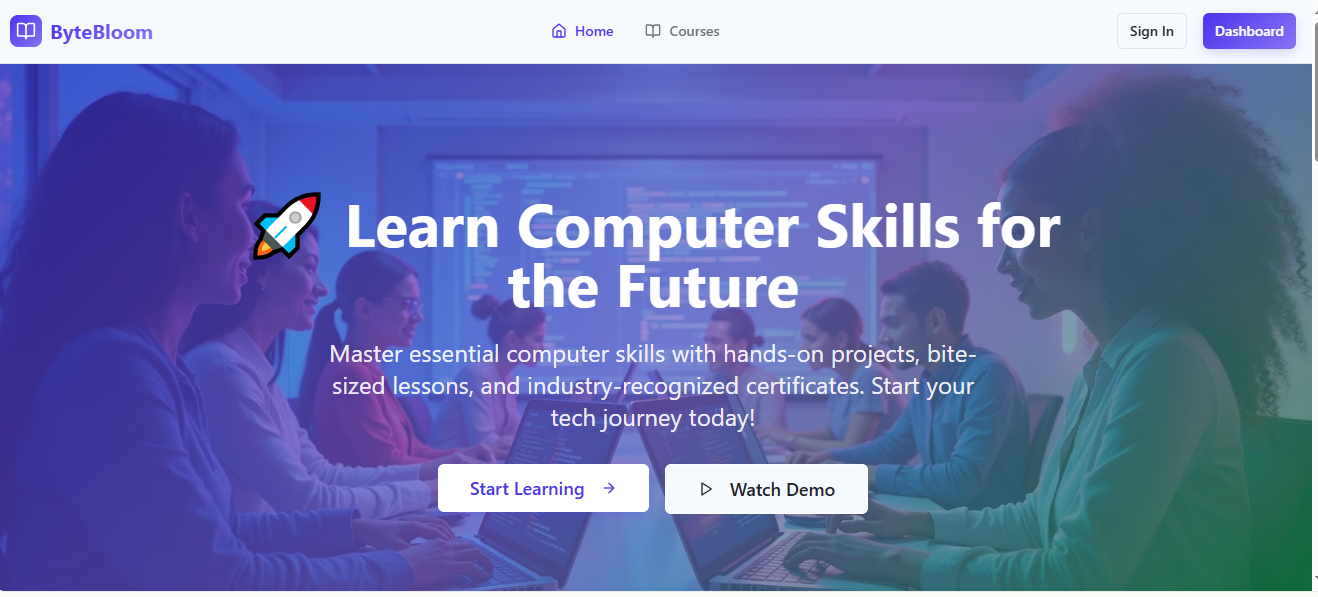 ByteBloom
Home
Courses
Sign In
Dashboard
🚀 Learn Computer Skills for
the Future
Master essential computer skills with hands-on projects, bite-
sized lessons, and industry-recognized certificates. Start your
tech journey today!
Start Learning →
Watch Demo